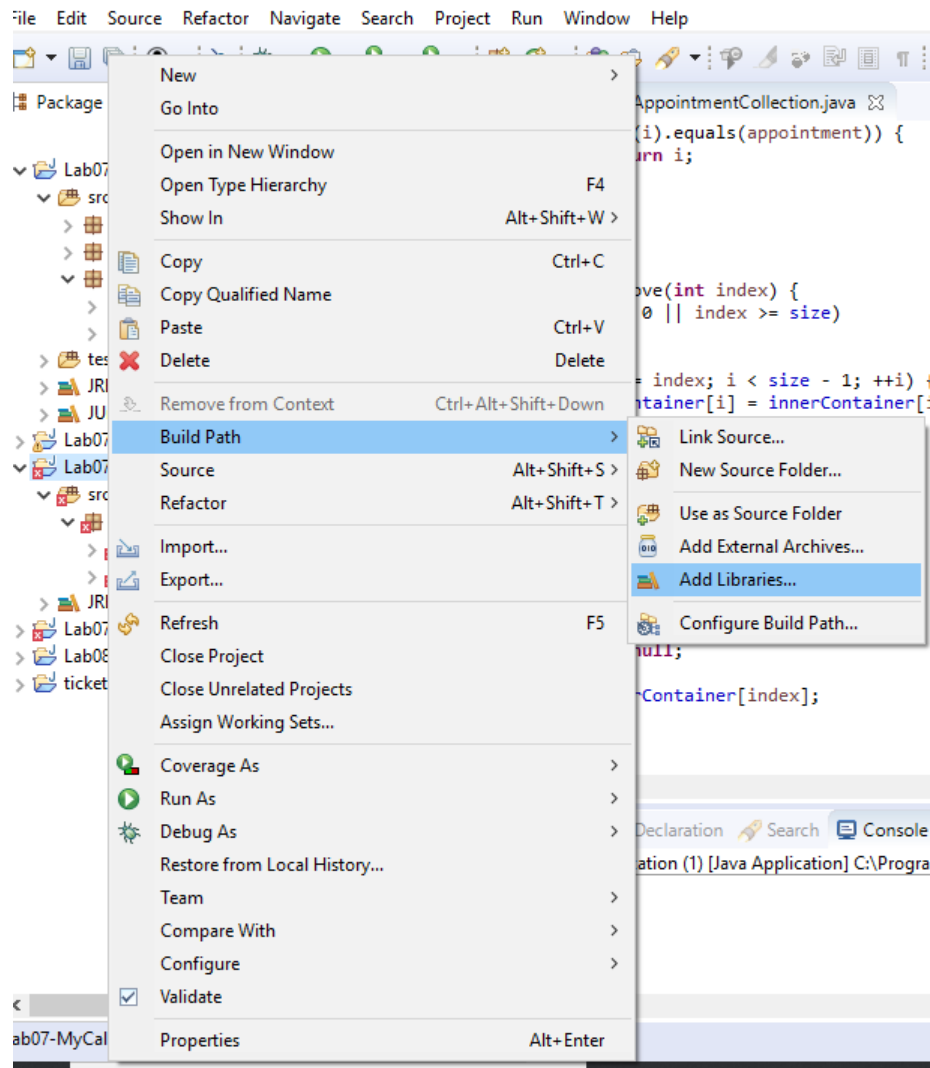 File Edit Source Refactor Navigate Search Project Run Window Help
Package
AppointmentCollection.java
New
Go Into
Open in New Window
Open Type Hierarchy F4
Show In Alt+Shift+W >
Copy Ctrl+C
Copy Qualified Name
Paste Ctrl+V
Delete Delete
Remove from Context Ctrl+Alt+Shift+Down
Build Path
Source Alt+Shift+S >
Refactor Alt+Shift+T >
Import...
Export...
Refresh F5
Close Project
Close Unrelated Projects
Assign Working Sets...
Coverage As
Run As
Debug As
Restore from Local History...
Team
Compare With
Configure
Validate
Properties Alt+Enter
Link Source...
New Source Folder...
Use as Source Folder
Add External Archives...
Add Libraries...
Configure Build Path...
Lab07
src
tes
JRE
JU
Lab07
Lab07
src
JRE
Lab07
Lab08
ticket
(i).equals(appointment)) {
urn i;
ove(int index) {
0 || index >= size)
= index; i < size - 1; ++i) {
ntainer[i] = innerContainer[i
null;
rContainer[index];
Declaration Search Console
ation (1) [Java Application] C:\Progra
ab07-MyCal